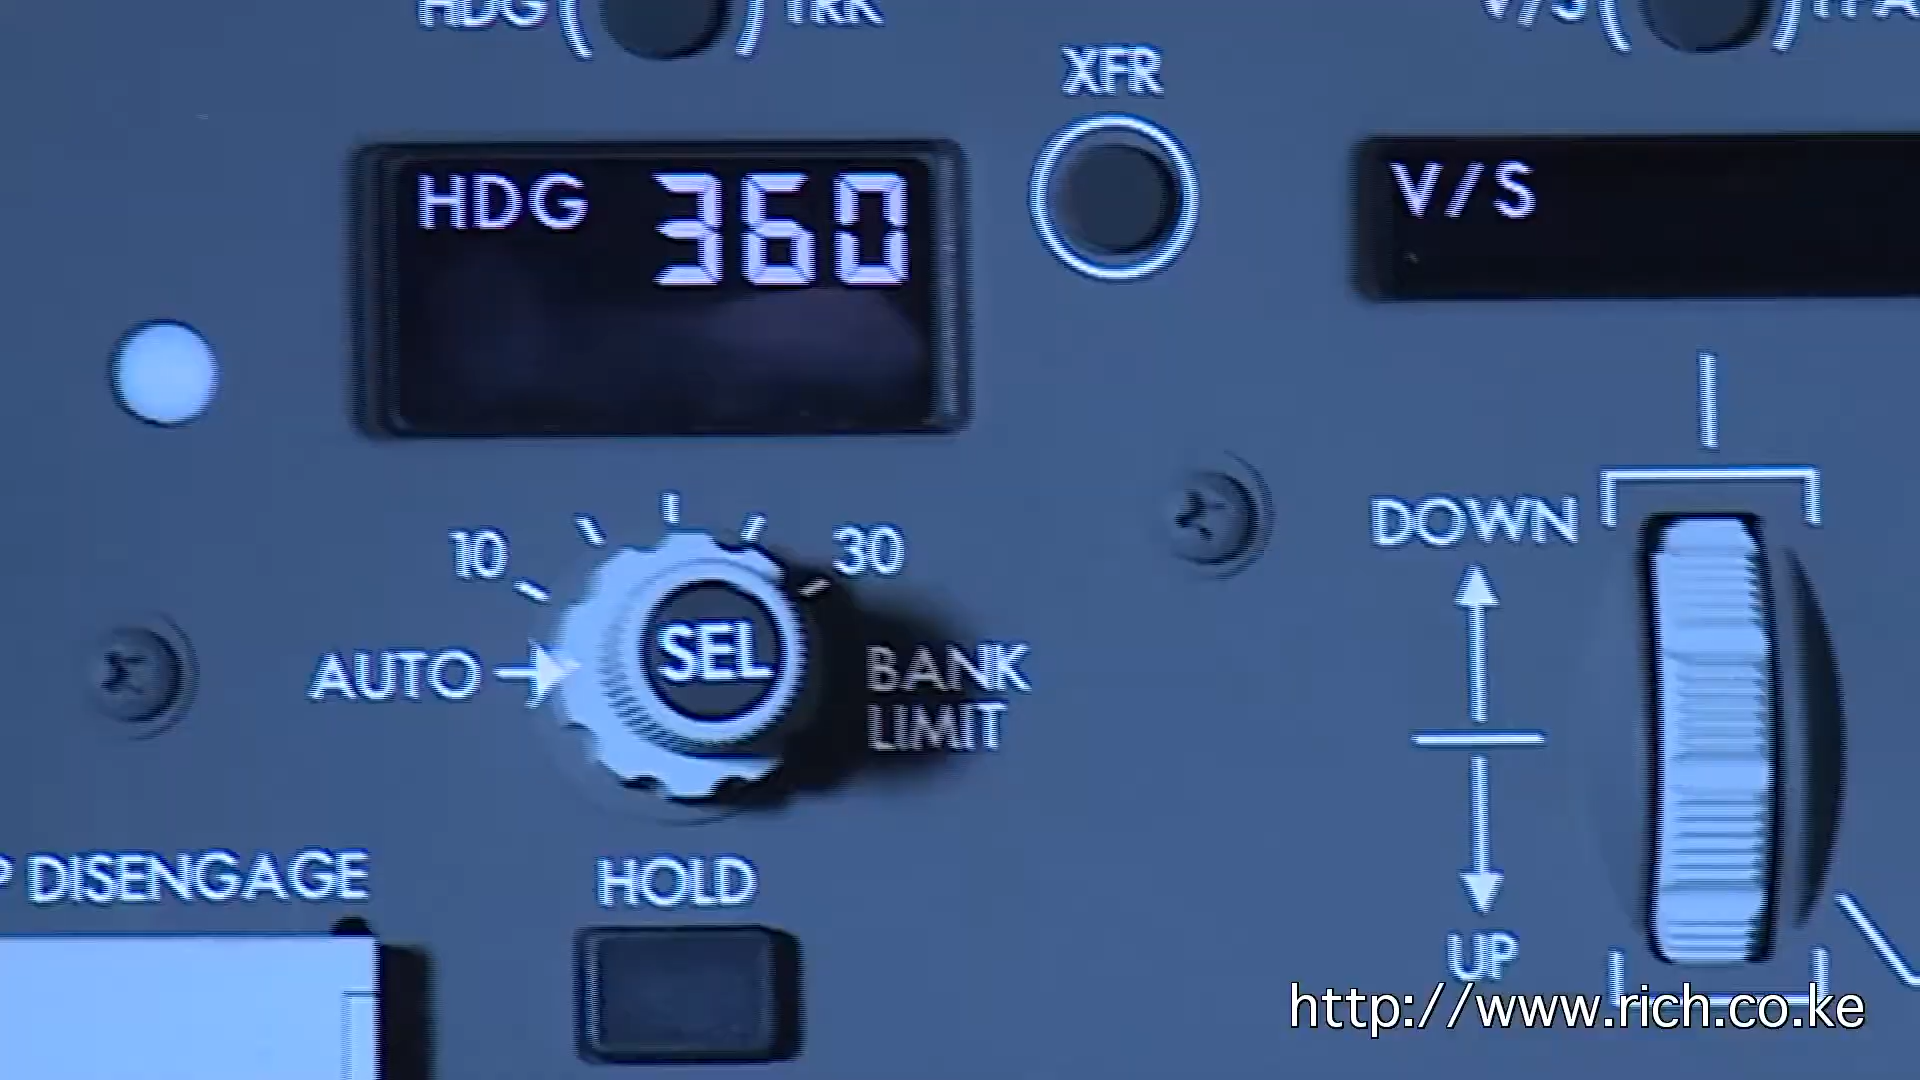 HDG TRK V/S FPA
XFR
HDG 360
V/S
10 30
DOWN
SEL
AUTO
BANK
LIMIT
DISENGAGE
HOLD
UP
http://www.rich.co.ke